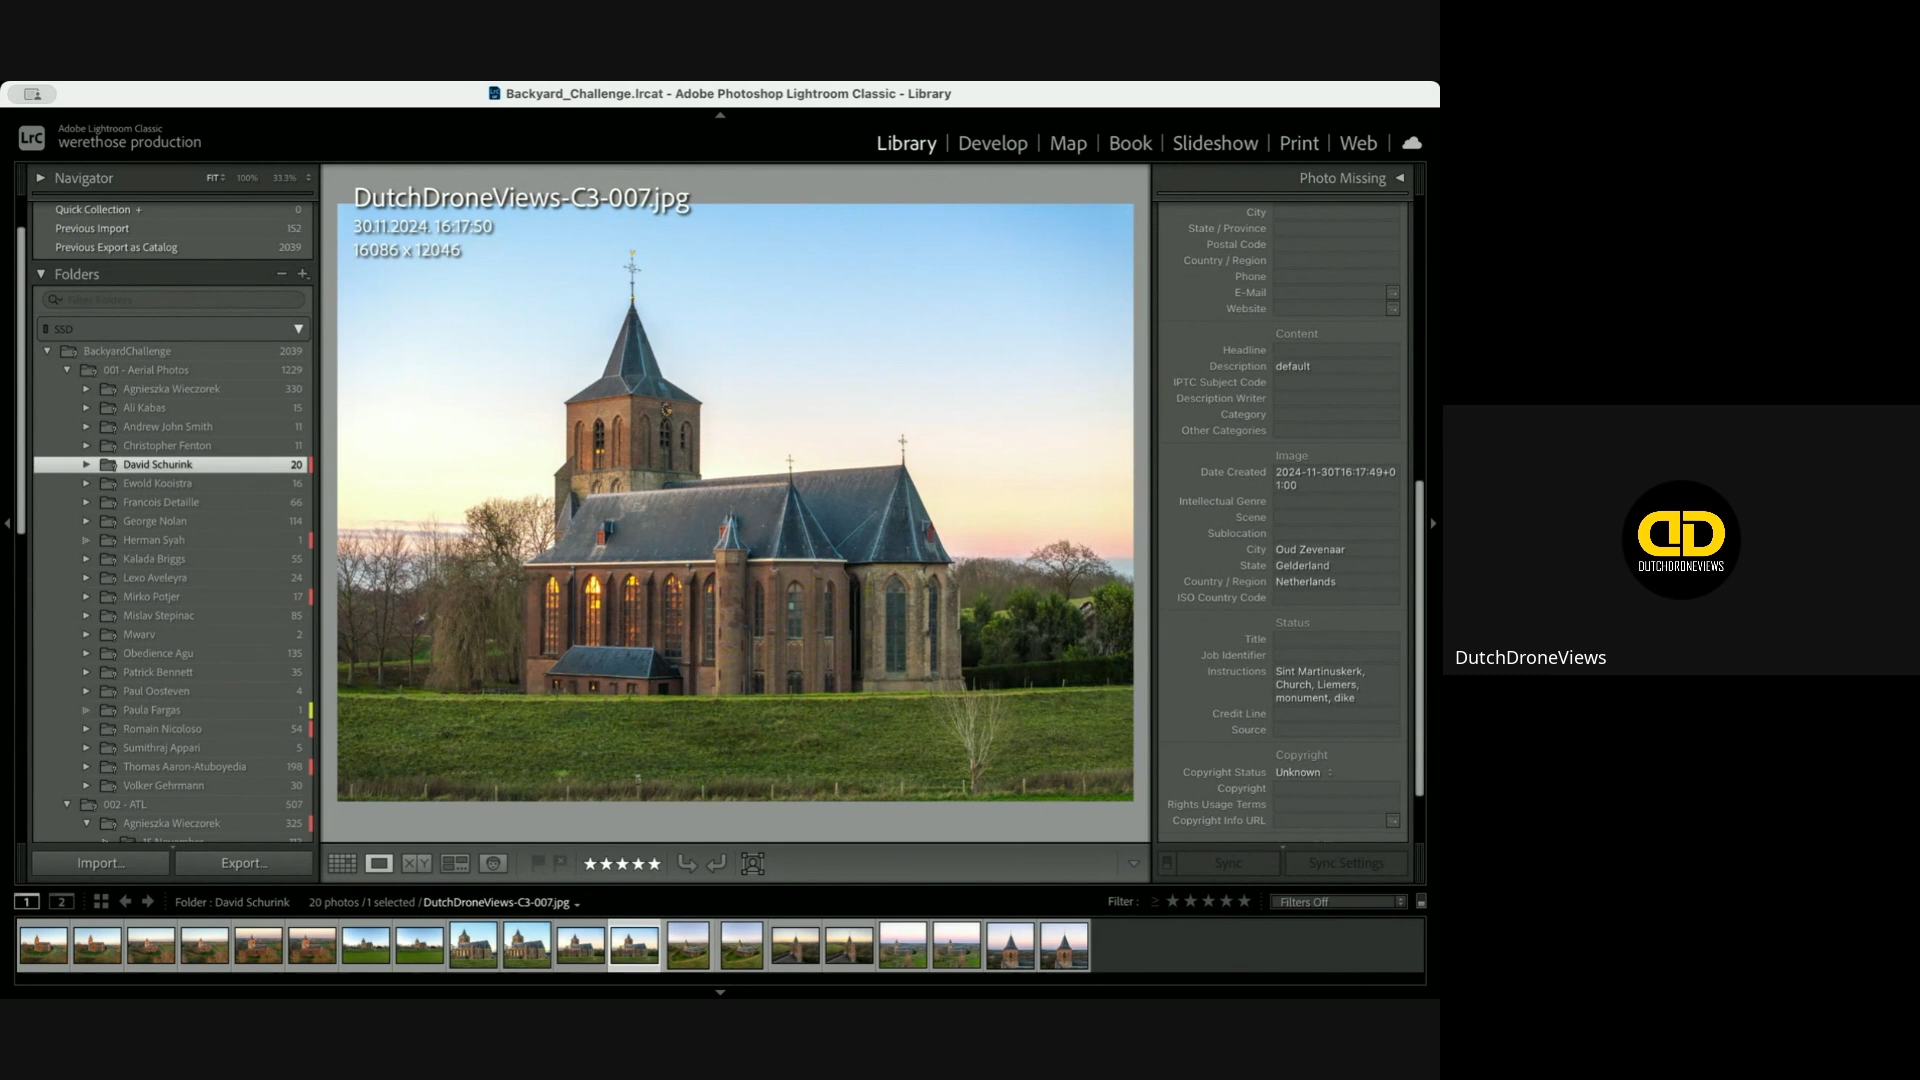 Backyard_Challenge.lrcat - Adobe Photoshop Lightroom Classic - Library
LrC
Adobe Lightroom Classic
werethose production
Library | Develop | Map | Book | Slideshow | Print | Web
Navigator FIT 100% 33.3%
Quick Collection + 0
Previous Import 152
Previous Export as Catalog 2039
Folders
Filter Folders
SSD
BackyardChallenge 2039
001 - Aerial Photos 1229
Agnieszka Wieczorek 330
Ali Kabas 15
Andrew John Smith 11
Christopher Fenton 11
David Schurink 20
Ewold Kooistra 16
Francois Detaille 66
George Nolan 114
Herman Syah 1
Kalada Briggs 55
Lexo Aveleyra 24
Mirko Potjer 17
Mislav Stepinac 85
Mwarv 2
Obedience Agu 135
Patrick Bennett 35
Paul Oosteven 4
Paula Fargas 1
Romain Nicoloso 54
Sumithraj Appari 5
Thomas Aaron-Atuboyedia 198
Volker Gehrmann 30
002 - ATL 507
Agnieszka Wieczorek 325
Import... Export...
DutchDroneViews-C3-007.jpg
30.11.2024. 16:17:50
16086 x 12046
Photo Missing
City
State / Province
Postal Code
Country / Region
Phone
E-Mail
Website
Content
Headline
Description default
IPTC Subject Code
Description Writer
Category
Other Categories
Image
Date Created 2024-11-30T16:17:49+0
1:00
Intellectual Genre
Scene
Sublocation
City Oud Zevenaar
State Gelderland
Country / Region Netherlands
ISO Country Code
Status
Title
Job Identifier
Instructions Sint Martinuskerk,
Church, Liemers,
monument, dike
Credit Line
Source
Copyright
Copyright Status Unknown
Copyright
Rights Usage Terms
Copyright Info URL
Sync Sync Settings
XY
1 2 Folder : David Schurink 20 photos / 1 selected / DutchDroneViews-C3-007.jpg Filter : Filters Off
DUTCHDRONEVIEWS
DutchDroneViews